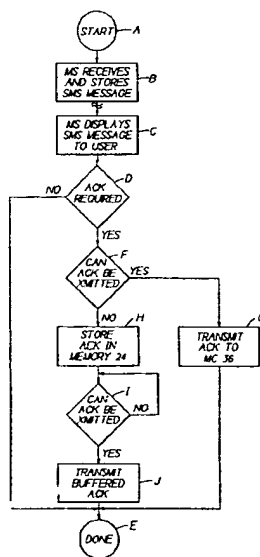 START
A
B
MS RECEIVES
AND STORES
SMS MESSAGE
C
MS DISPLAYS
SMS MESSAGE
TO USER
D
NO
ACK
REQUIRED
YES
F
CAN
ACK BE
XMITTED
YES
NO
H
STORE
ACK IN
MEMORY 24
G
TRANSMIT
ACK TO
MC 36
I
CAN
ACK BE
XMITTED
NO
YES
J
TRANSMIT
BUFFERED
ACK
DONE
E